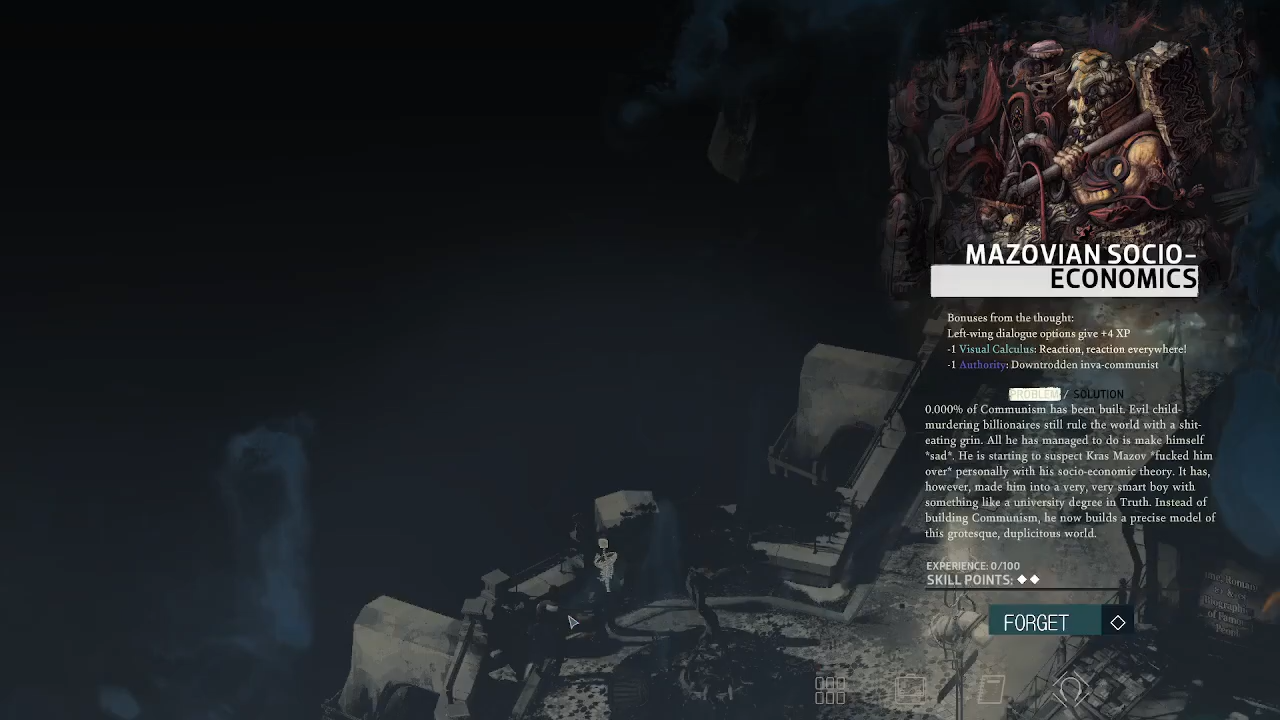 MAZOVIAN SOCIO-
ECONOMICS
Bonuses from the thought:
Left-wing dialogue options give +4 XP
-1 Visual Calculus: Reaction, reaction everywhere!
-1 Authority: Downtrodden inva-communist
PROBLEM / SOLUTION
0.000% of Communism has been built. Evil child-
murdering billionaires still rule the world with a shit-
eating grin. All he has managed to do is make himself
*sad*. He is starting to suspect Kras Mazov *fucked him
over* personally with his socio-economic theory. It has,
however, made him into a very, very smart boy with
something like a university degree in Truth. Instead of
building Communism, he now builds a precise model of
this grotesque, duplicitous world.
EXPERIENCE: 0/100
SKILL POINTS:
FORGET